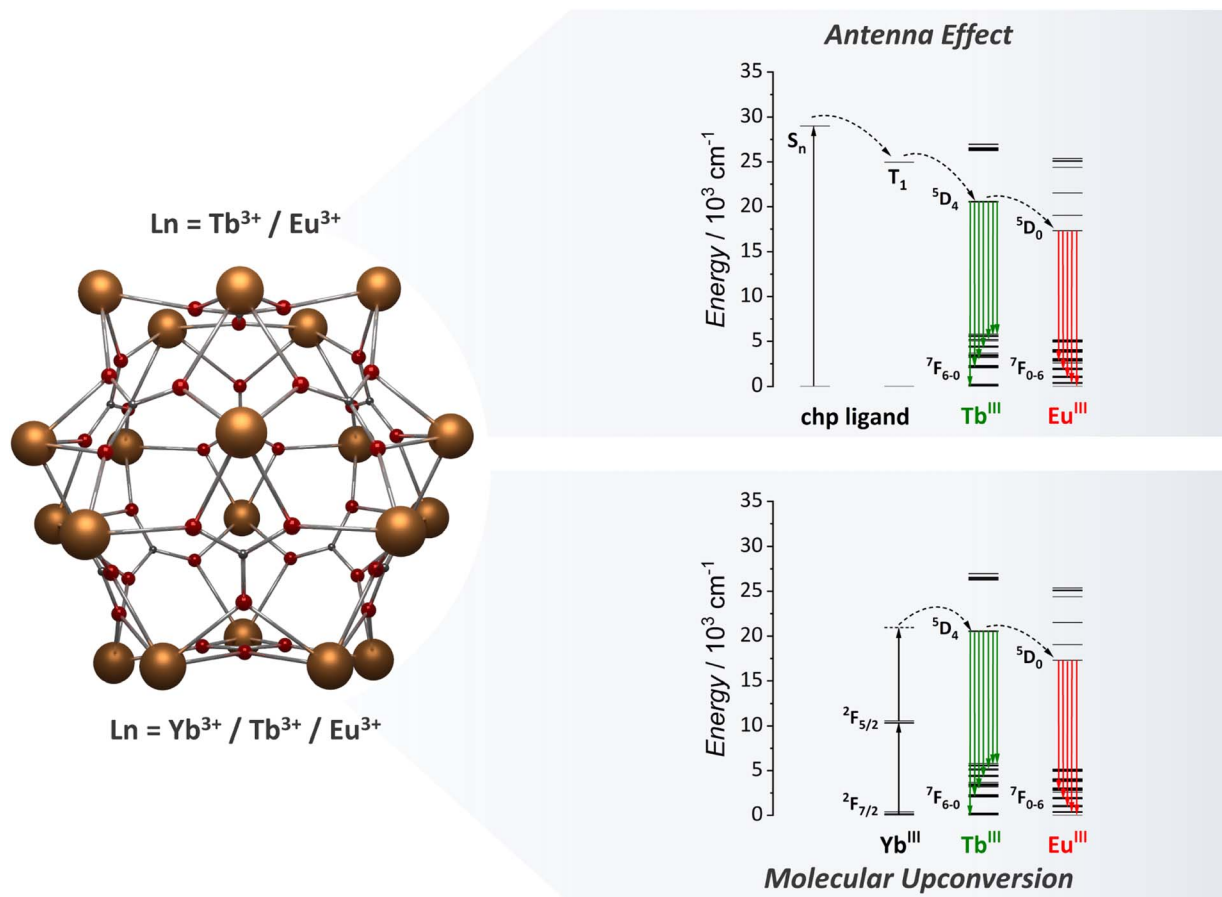 Antenna Effect
Ln = Tb³⁺ / Eu³⁺
Energy / 10³ cm⁻¹
35
30
25
20
15
10
5
0
Sₙ
T₁
⁵D₄
⁵D₀
⁷F₆₋₀
⁷F₀₋₆
chp ligand
Tbᴵᴵᴵ
Euᴵᴵᴵ
Ln = Yb³⁺ / Tb³⁺ / Eu³⁺
Energy / 10³ cm⁻¹
35
30
25
20
15
10
5
0
⁵D₄
⁵D₀
²F₅/₂
²F₇/₂
⁷F₆₋₀
⁷F₀₋₆
Ybᴵᴵᴵ
Tbᴵᴵᴵ
Euᴵᴵᴵ
Molecular Upconversion